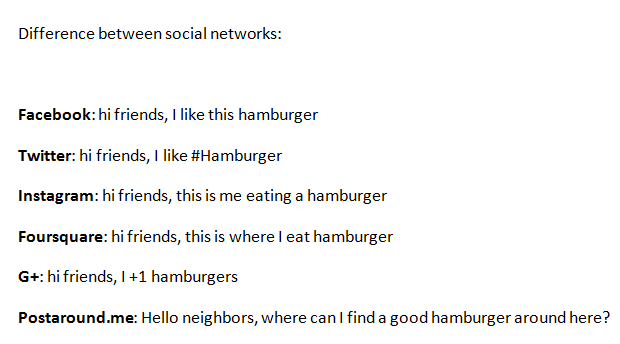 Difference between social networks:
Facebook: hi friends, I like this hamburger
Twitter: hi friends, I like #Hamburger
Instagram: hi friends, this is me eating a hamburger
Foursquare: hi friends, this is where I eat hamburger
G+: hi friends, I +1 hamburgers
Postaround.me: Hello neighbors, where can I find a good hamburger around here?